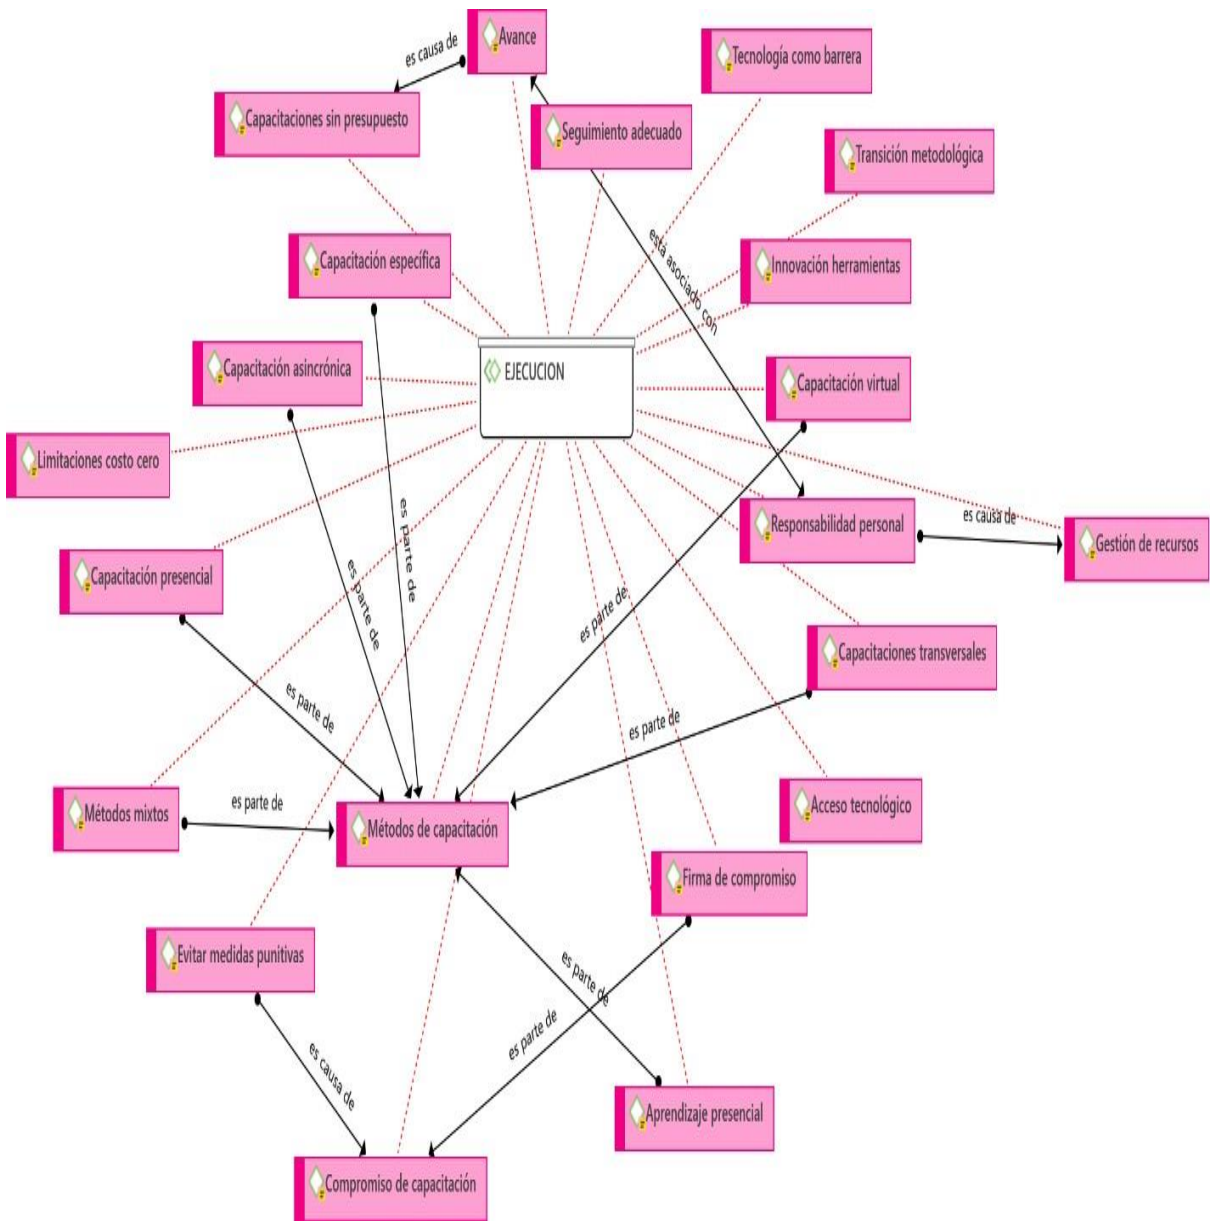 Avance
es causa de
Tecnología como barrera
Capacitaciones sin presupuesto
Seguimiento adecuado
Transición metodológica
está asociado con
Capacitación específica
Innovación herramientas
Capacitación asincrónica
EJECUCION
Capacitación virtual
Limitaciones costo cero
es parte de
Responsabilidad personal
es causa de
Gestión de recursos
Capacitación presencial
es parte de
es parte de
Capacitaciones transversales
es parte de
es parte de
Métodos mixtos
es parte de
Métodos de capacitación
Acceso tecnológico
Firma de compromiso
Evitar medidas punitivas
es parte de
es parte de
es causa de
Aprendizaje presencial
Compromiso de capacitación